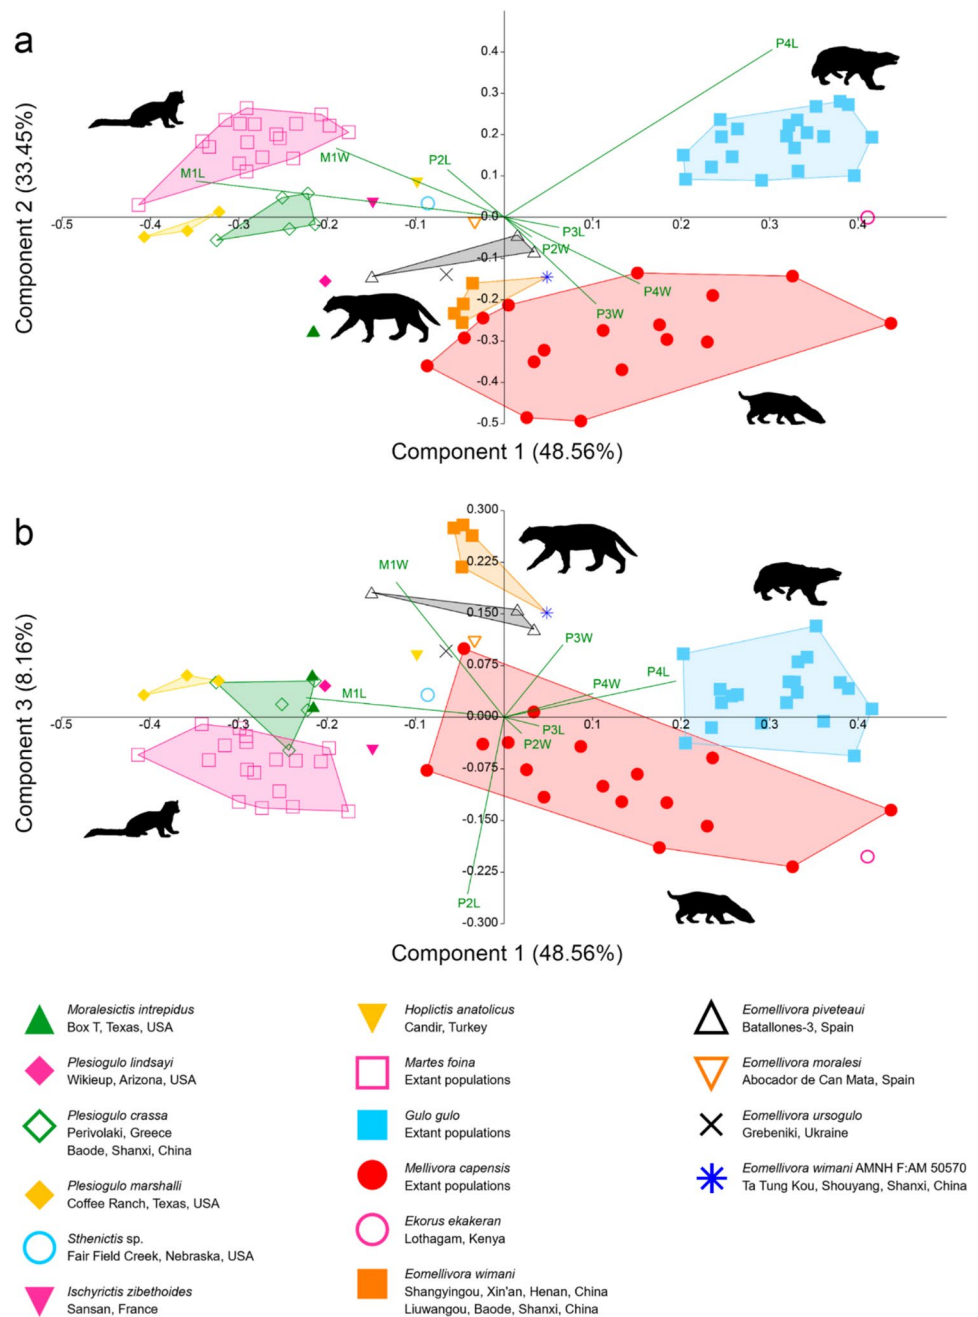 a
Component 2 (33.45%)
0.4
0.3
0.2
0.1
0.0
-0.1
-0.2
-0.3
-0.4
-0.5
-0.5
-0.4
-0.3
-0.2
-0.1
0.1
0.2
0.3
0.4
P4L
M1W
P2L
M1L
P3L
P2W
P4W
P3W
Component 1 (48.56%)
b
Component 3 (8.16%)
0.300
0.225
0.150
0.075
0.000
-0.075
-0.150
-0.225
-0.300
-0.5
-0.4
-0.3
-0.2
-0.1
0.1
0.2
0.3
0.4
M1W
P3W
P4L
P4W
M1L
P3L
P2W
P2L
Component 1 (48.56%)
Moralesictis intrepidus
Box T, Texas, USA
Plesiogulo lindsayi
Wikieup, Arizona, USA
Plesiogulo crassa
Perivolaki, Greece
Baode, Shanxi, China
Plesiogulo marshalli
Coffee Ranch, Texas, USA
Sthenictis sp.
Fair Field Creek, Nebraska, USA
Ischyrictis zibethoides
Sansan, France
Hoplictis anatolicus
Candir, Turkey
Martes foina
Extant populations
Gulo gulo
Extant populations
Mellivora capensis
Extant populations
Ekorus ekakeran
Lothagam, Kenya
Eomellivora wimani
Shangyingou, Xin'an, Henan, China
Liuwangou, Baode, Shanxi, China
Eomellivora piveteaui
Batallones-3, Spain
Eomellivora moralesi
Abocador de Can Mata, Spain
Eomellivora ursogulo
Grebeniki, Ukraine
Eomellivora wimani AMNH F:AM 50570
Ta Tung Kou, Shouyang, Shanxi, China